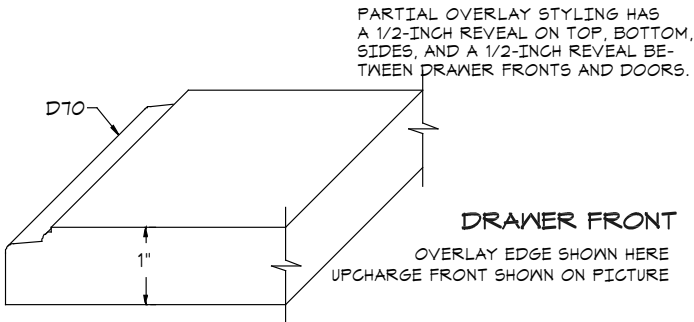 PARTIAL OVERLAY STYLING HAS
A 1/2-INCH REVEAL ON TOP, BOTTOM,
SIDES, AND A 1/2-INCH REVEAL BE-
TWEEN DRAWER FRONTS AND DOORS.
D70
1"
DRAWER FRONT
OVERLAY EDGE SHOWN HERE
UPCHARGE FRONT SHOWN ON PICTURE